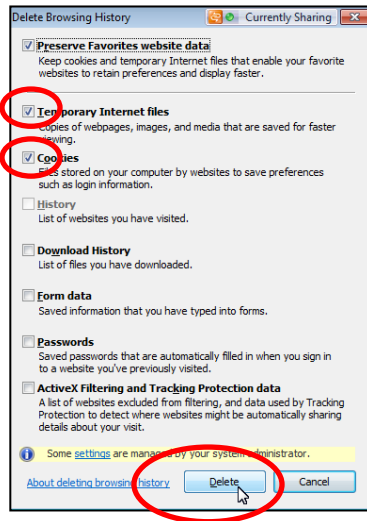 Delete Browsing History
Currently Sharing
Preserve Favorites website data
Keep cookies and temporary Internet files that enable your favorite
websites to retain preferences and display faster.
Temporary Internet files
Copies of webpages, images, and media that are saved for faster
viewing.
Cookies
Files stored on your computer by websites to save preferences
such as login information.
History
List of websites you have visited.
Download History
List of files you have downloaded.
Form data
Saved information that you have typed into forms.
Passwords
Saved passwords that are automatically filled in when you sign in
to a website you've previously visited.
ActiveX Filtering and Tracking Protection data
A list of websites excluded from filtering, and data used by Tracking
Protection to detect where websites might be automatically sharing
details about your visit.
Some settings are managed by your system administrator.
About deleting browsing history
Delete
Cancel